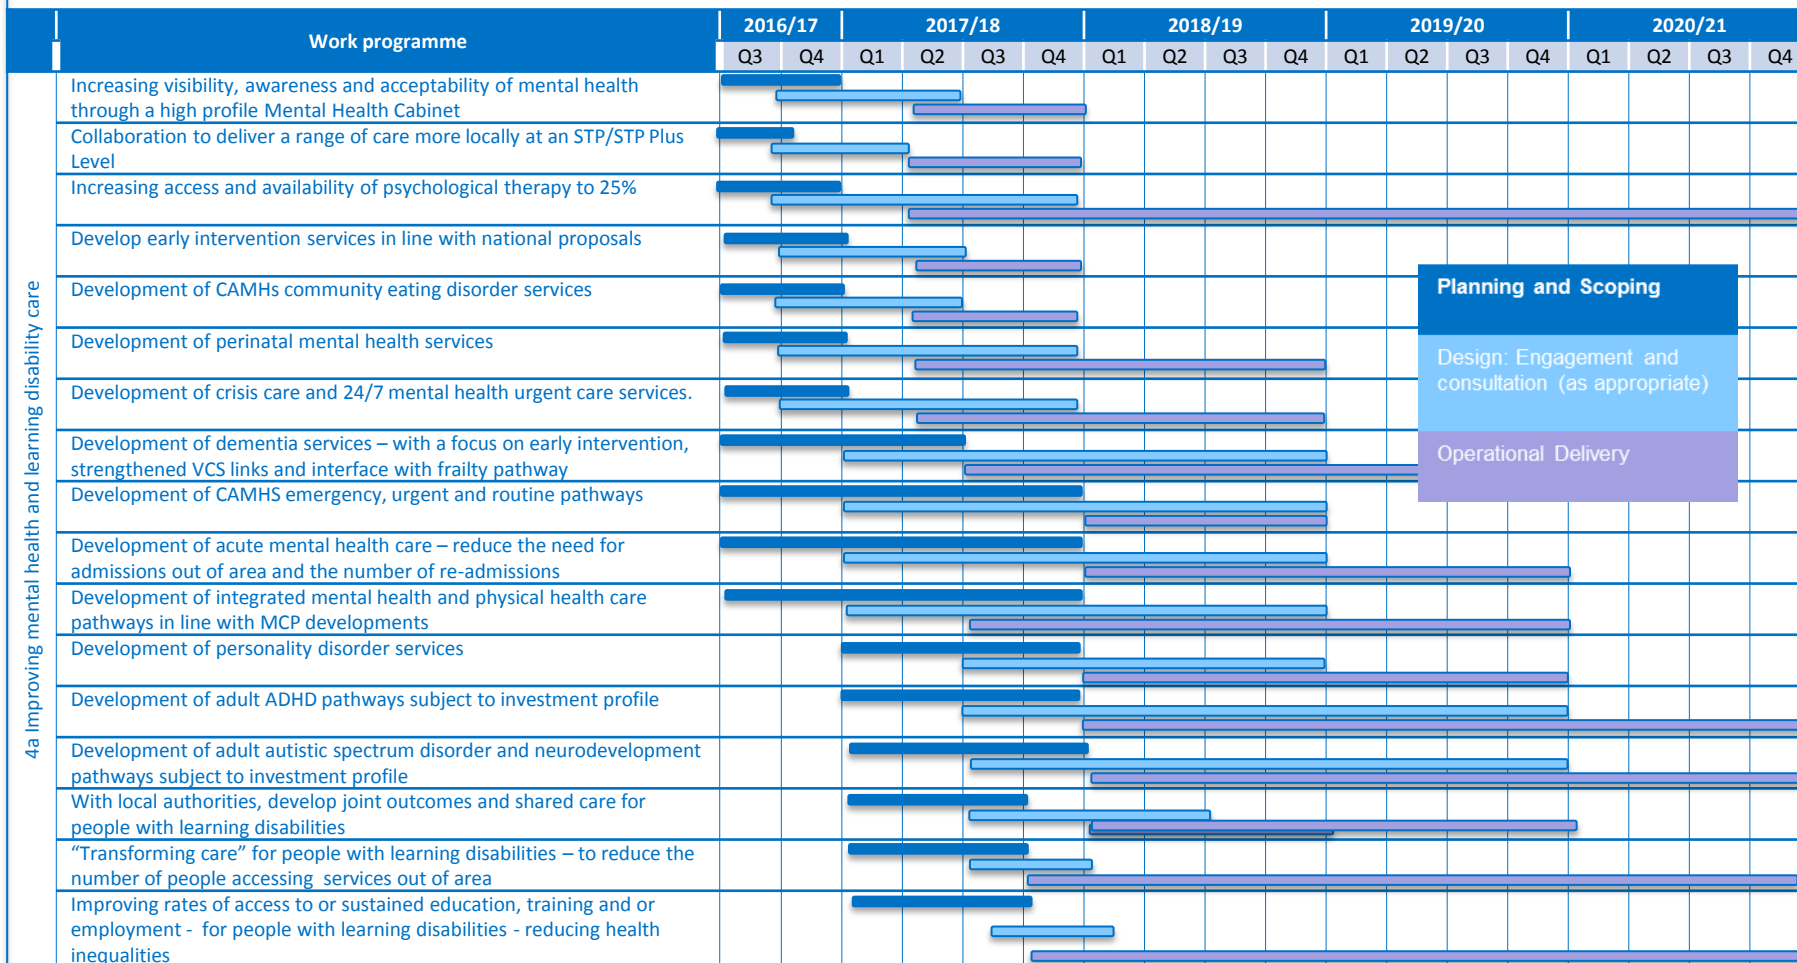 Work programme
2016/17
2017/18
2018/19
2019/20
2020/21
Q3
Q4
Q1
Q2
Q3
Q4
Q1
Q2
Q3
Q4
Q1
Q2
Q3
Q4
Q1
Q2
Q3
Q4
4a Improving mental health and learning disability care
Increasing visibility, awareness and acceptability of mental health
through a high profile Mental Health Cabinet
Collaboration to deliver a range of care more locally at an STP/STP Plus
Level
Increasing access and availability of psychological therapy to 25%
Develop early intervention services in line with national proposals
Development of CAMHs community eating disorder services
Development of perinatal mental health services
Development of crisis care and 24/7 mental health urgent care services.
Development of dementia services – with a focus on early intervention,
strengthened VCS links and interface with frailty pathway
Development of CAMHS emergency, urgent and routine pathways
Development of acute mental health care – reduce the need for
admissions out of area and the number of re-admissions
Development of integrated mental health and physical health care
pathways in line with MCP developments
Development of personality disorder services
Development of adult ADHD pathways subject to investment profile
Development of adult autistic spectrum disorder and neurodevelopment
pathways subject to investment profile
With local authorities, develop joint outcomes and shared care for
people with learning disabilities
“Transforming care” for people with learning disabilities – to reduce the
number of people accessing services out of area
Improving rates of access to or sustained education, training and or
employment - for people with learning disabilities - reducing health
inequalities
Planning and Scoping
Design: Engagement and
consultation (as appropriate)
Operational Delivery